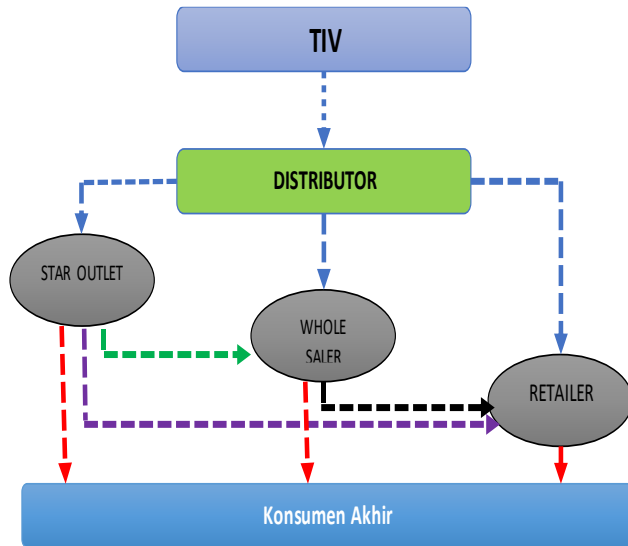 TIV
DISTRIBUTOR
STAR OUTLET
WHOLE
SALER
RETAILER
Konsumen Akhir